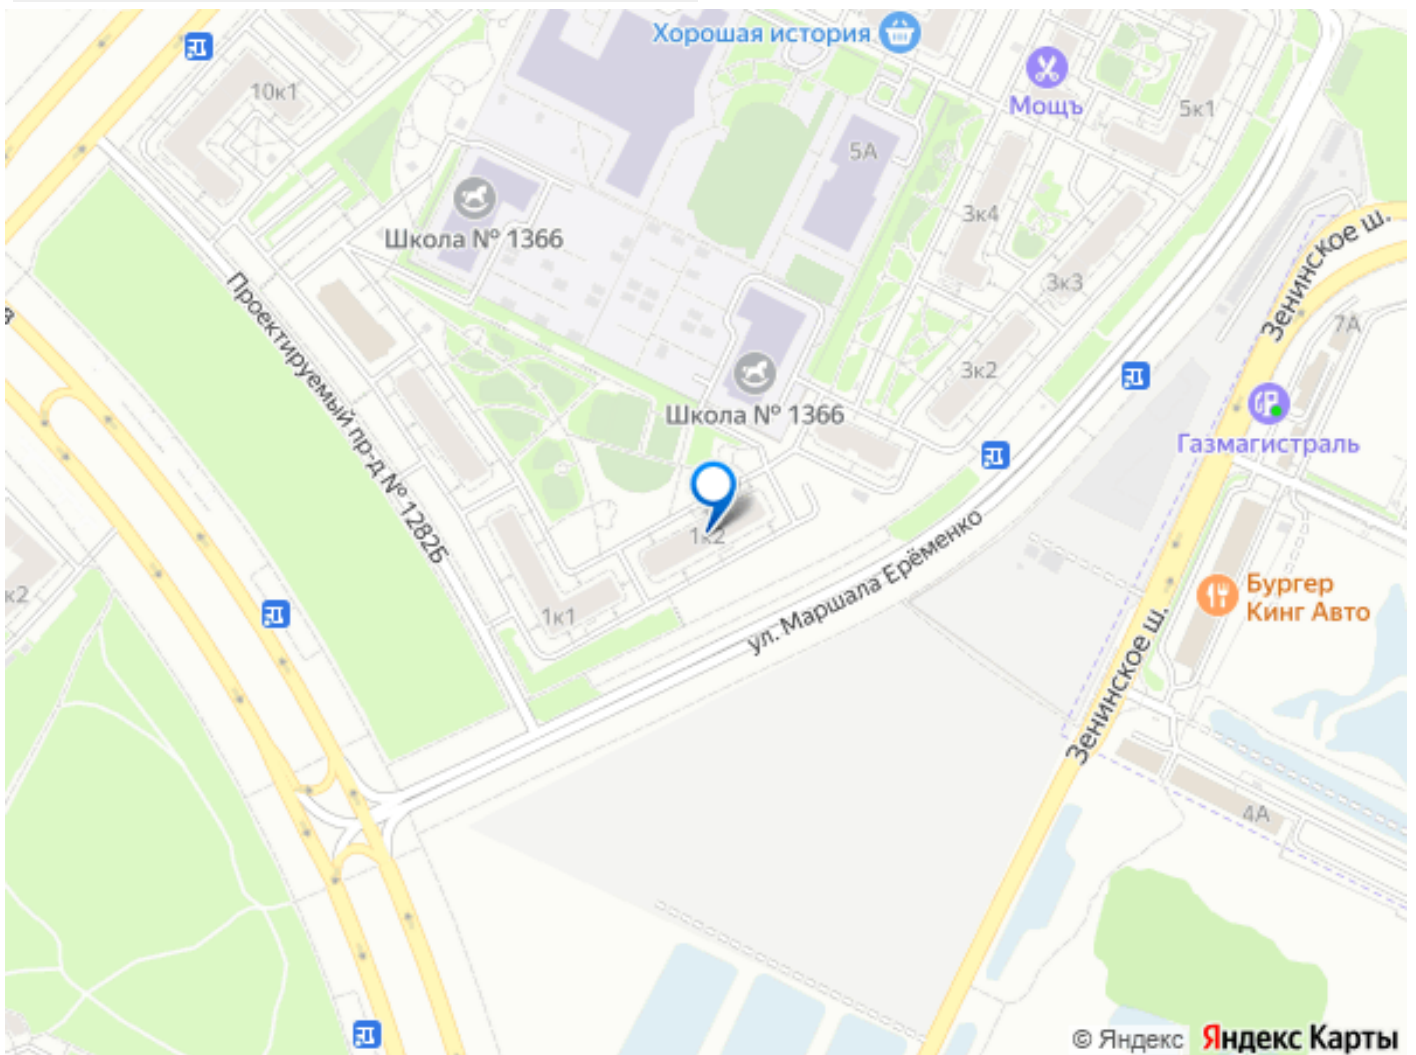 Хорошая история
10к1
Мощъ
5к1
5А
3к4
Школа № 1366
Зенинское ш.
3к3
7А
Проектируемый пр-д № 1282Б
в
3к2
Школа № 1366
Газмагистраль
1к2
ул. Маршала Ерёменко
к2
1к1
Бургер
Кинг Авто
Зенинское ш.
4А
© Яндекс Яндекс Карты